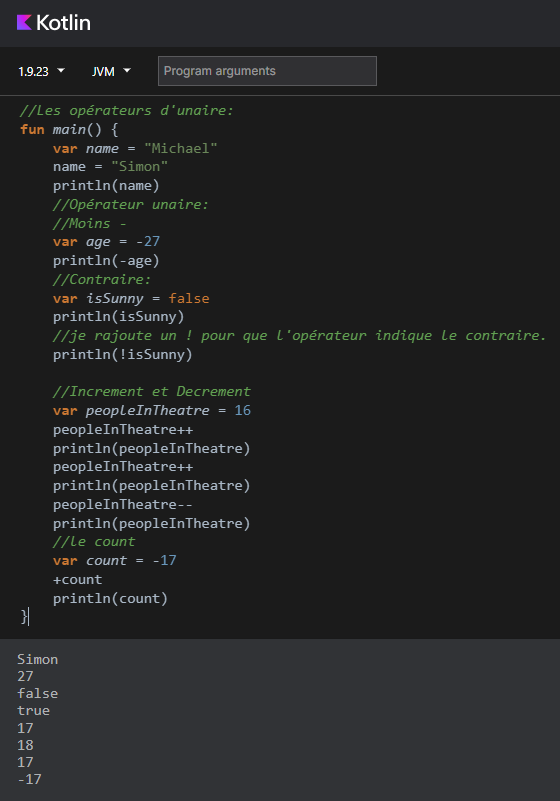 Kotlin
1.9.23 JVM Program arguments
//Les opérateurs d'unaire:
fun main() {
    var name = "Michael"
    name = "Simon"
    println(name)
    //Opérateur unaire:
    //Moins -
    var age = -27
    println(-age)
    //Contraire:
    var isSunny = false
    println(isSunny)
    //je rajoute un ! pour que l'opérateur indique le contraire.
    println(!isSunny)

    //Increment et Decrement
    var peopleInTheatre = 16
    peopleInTheatre++
    println(peopleInTheatre)
    peopleInTheatre++
    println(peopleInTheatre)
    peopleInTheatre--
    println(peopleInTheatre)
    //le count
    var count = -17
    +count
    println(count)
}
Simon
27
false
true
17
18
17
-17